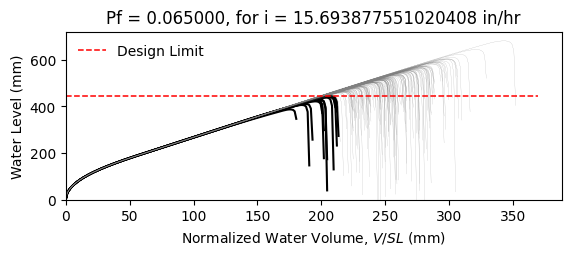 Pf = 0.065000, for i = 15.693877551020408 in/hr
Design Limit
Water Level (mm)
600
400
200
0
0 50 100 150 200 250 300 350
Normalized Water Volume, V/SL (mm)